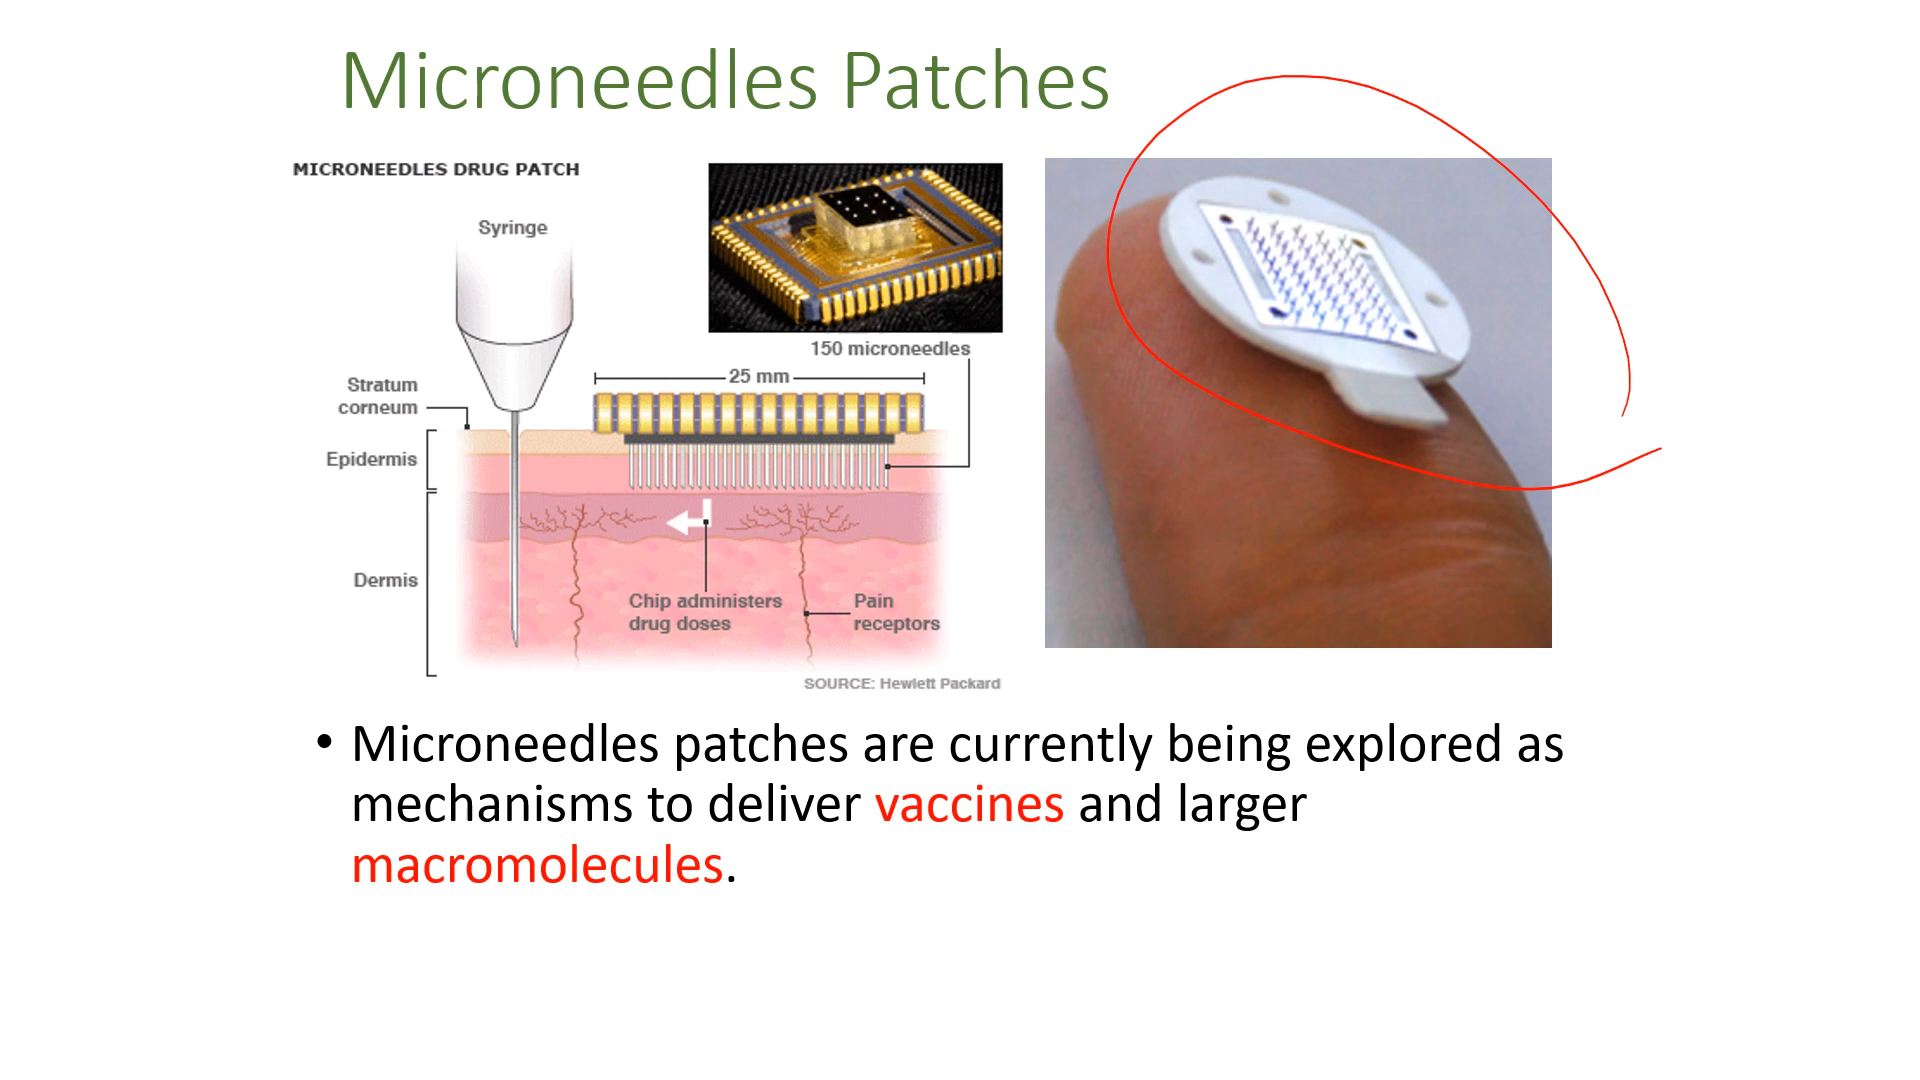 Microneedles Patches
MICRONEEDLES DRUG PATCH
Syringe
150 microneedles
25 mm
Stratum
corneum
Epidermis
Dermis
Chip administers
drug doses
Pain
receptors
SOURCE: Hewlett Packard
• Microneedles patches are currently being explored as
mechanisms to deliver vaccines and larger
macromolecules.